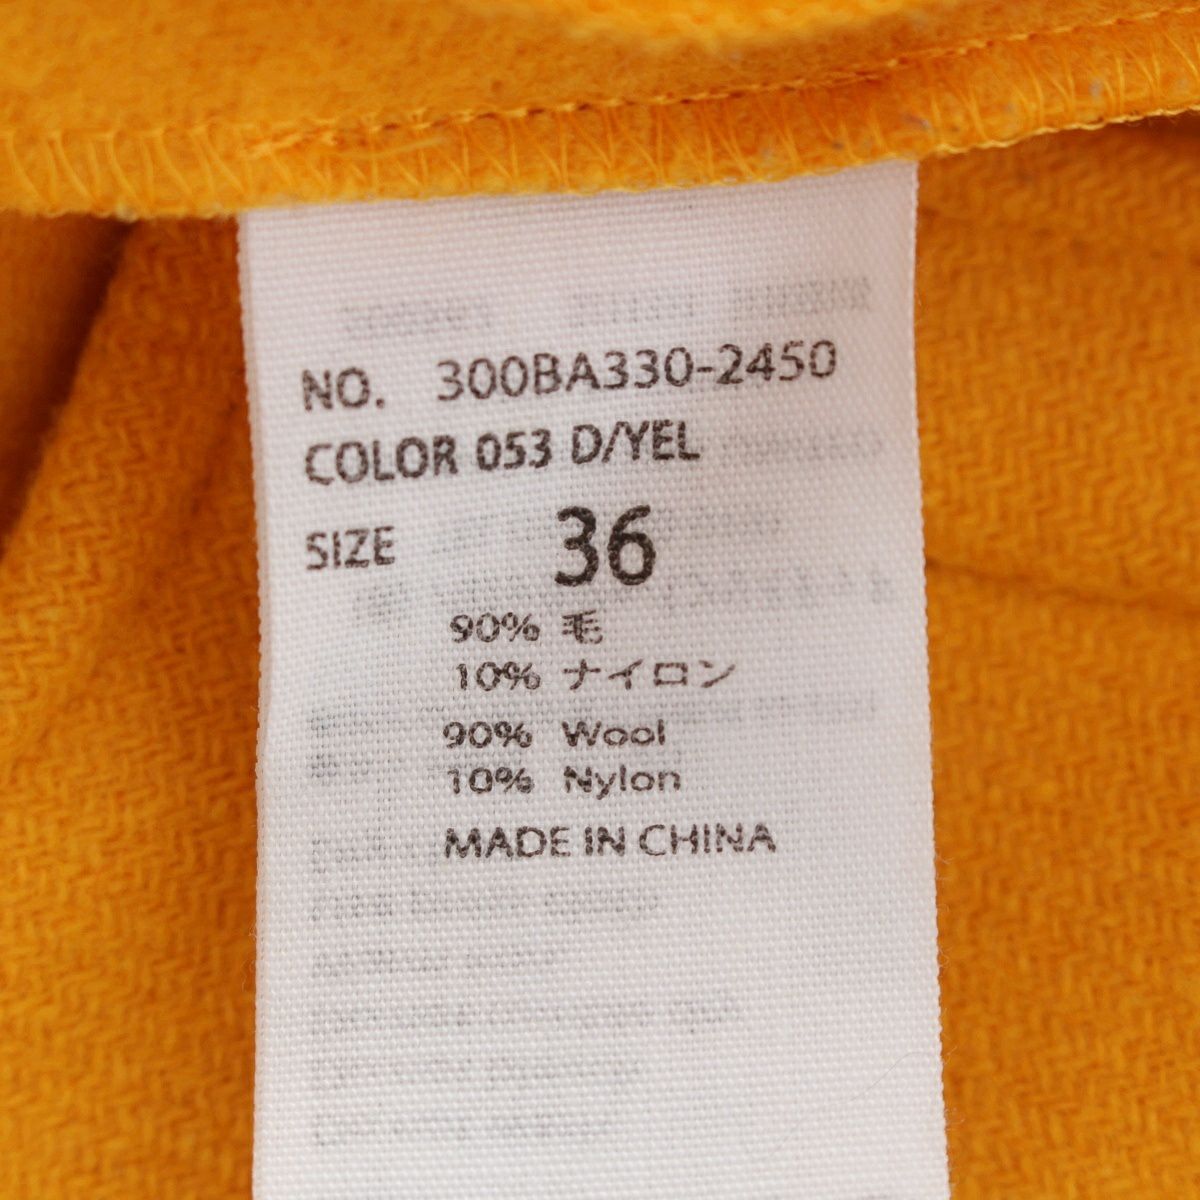 NO. 300BA330-2450
COLOR 053 D/YEL
SIZE 36
90% 毛
10% ナイロン
90% Wool
10% Nylon
MADE IN CHINA